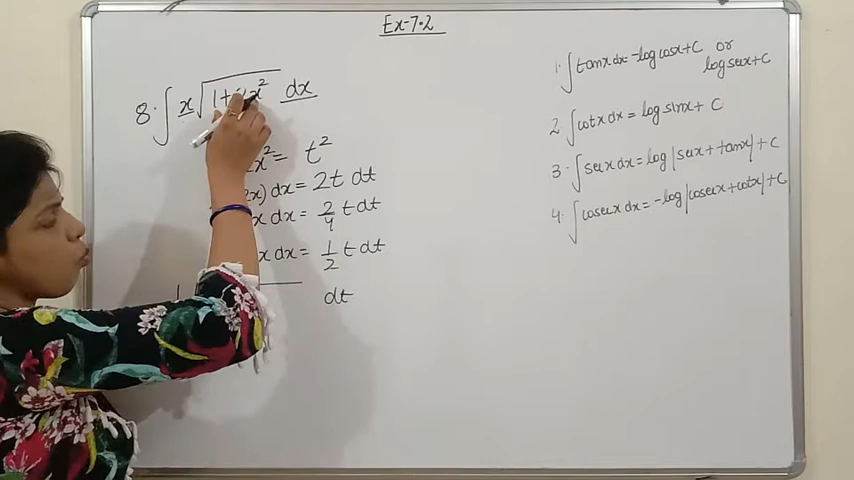 Ex-7.2
8. ∫ x √1+ x² dx
x² = t²
x) dx = 2t dt
x dx = 2/4 t dt
x dx = 1/2 t dt
dt
1. ∫ tanx dx = -log cosx + C or
log secx + C
2 ∫ cotx dx = log sinx + C
3. ∫ secx dx = log |secx + tanx| + C
4. ∫ cosecx dx = -log |cosecx + cotx| + C